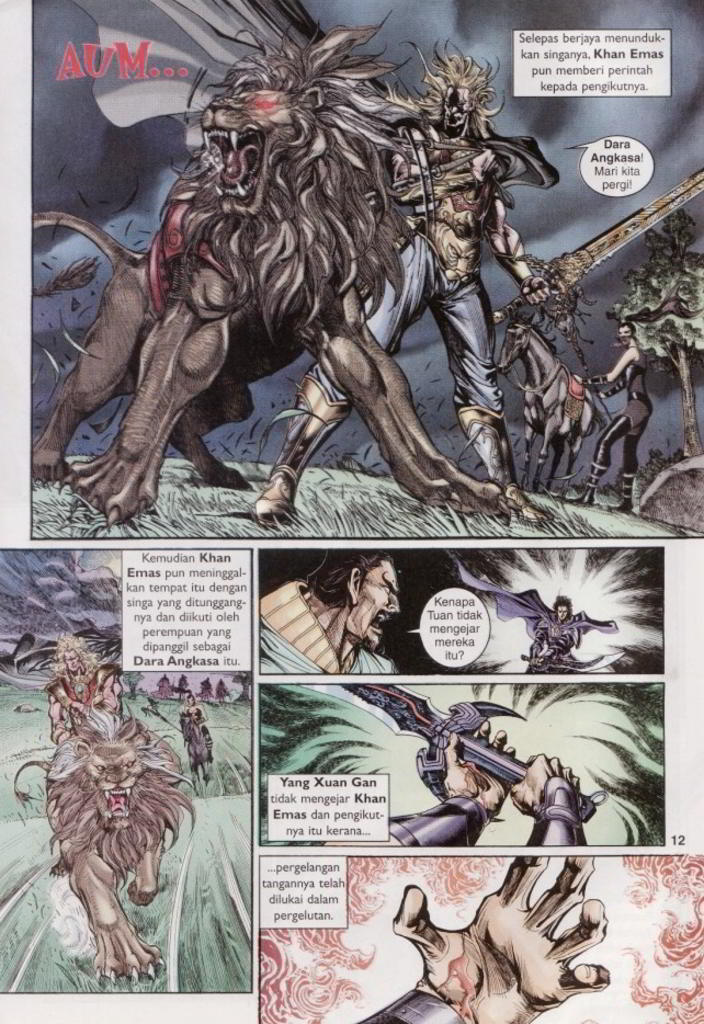 AUM...
Selepas berjaya menunduk-
kan singanya, Khan Emas
pun memberi perintah
kepada pengikutnya.
Dara
Angkasa!
Mari kita
pergi!
Kemudian Khan
Emas pun meninggal-
kan tempat itu dengan
singa yang ditunggang-
nya dan diikuti oleh
perempuan yang
dipanggil sebagai
Dara Angkasa itu.
Kenapa
Tuan tidak
mengejar
mereka
itu?
Yang Xuan Gan
tidak mengejar Khan
Emas dan pengikut-
nya itu kerana...
12
...pergelangan
tangannya telah
dilukai dalam
pergelutan.